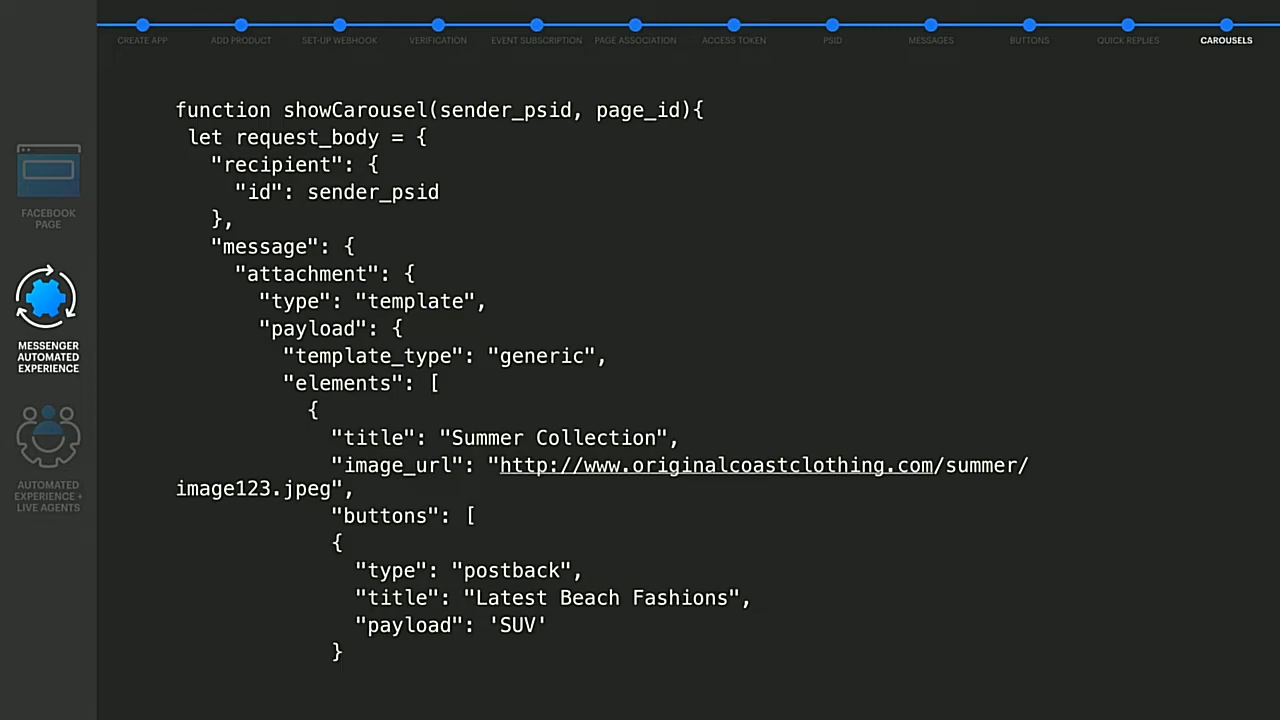 CREATE APP
ADD PRODUCT
SET-UP WEBHOOK
VERIFICATION
EVENT SUBSCRIPTION
PAGE ASSOCIATION
ACCESS TOKEN
PSID
MESSAGES
BUTTONS
QUICK REPLIES
CAROUSELS
FACEBOOK
PAGE
MESSENGER
AUTOMATED
EXPERIENCE
AUTOMATED
EXPERIENCE +
LIVE AGENTS
function showCarousel(sender_psid, page_id){
let request_body = {
"recipient": {
"id": sender_psid
},
"message": {
"attachment": {
"type": "template",
"payload": {
"template_type": "generic",
"elements": [
{
"title": "Summer Collection",
"image_url": "http://www.originalcoastclothing.com/summer/
image123.jpeg",
"buttons": [
{
"type": "postback",
"title": "Latest Beach Fashions",
"payload": 'SUV'
}